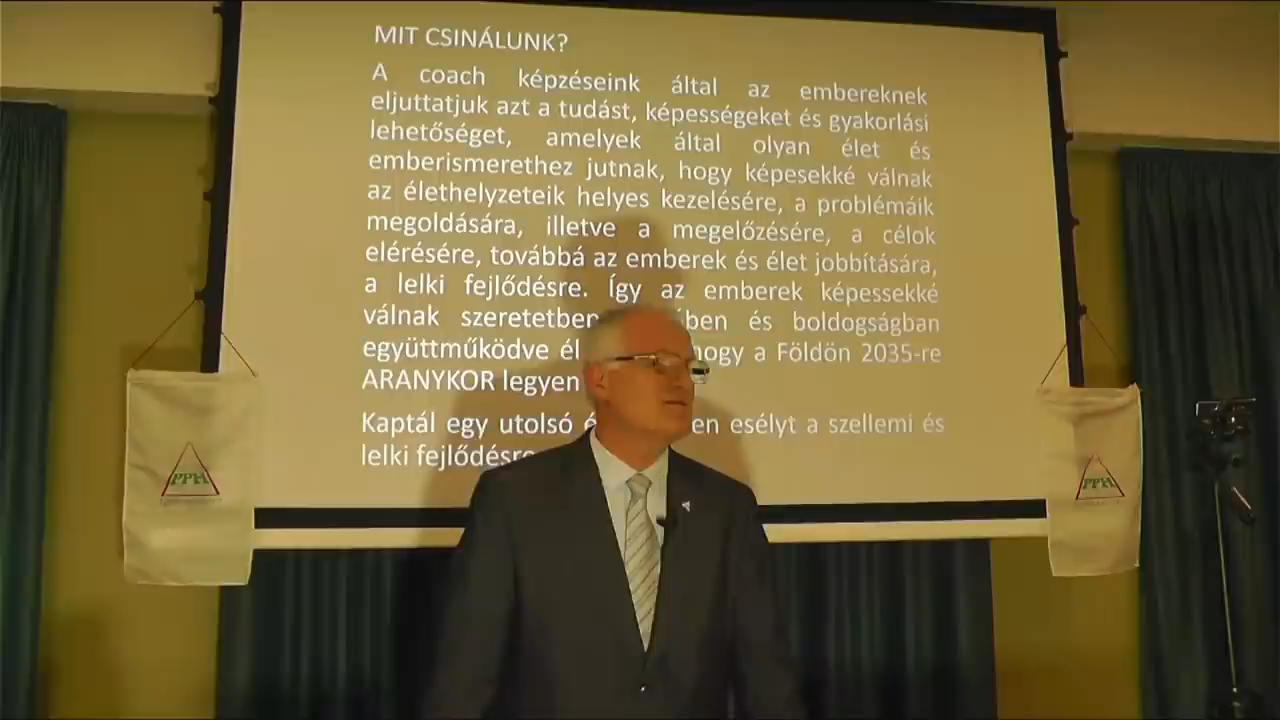 MIT CSINÁLUNK?
A coach képzéseink által az embereknek
eljuttatjuk azt a tudást, képességeket és gyakorlási
lehetőséget, amelyek által olyan élet és
emberismerethez jutnak, hogy képesekké válnak
az élethelyzeteik helyes kezelésére, a problémáik
megoldására, illetve a megelőzésére, a célok
elérésére, továbbá az emberek és élet jobbítására,
a lelki fejlődésre. Így az emberek képessekké
válnak szeretetben és boldogságban
együttműködve hogy a Földön 2035-re
ARANYKOR legyen
Kaptál egy utolsó esélyt a szellemi és
lelki fejlődésre
PPH
PPH